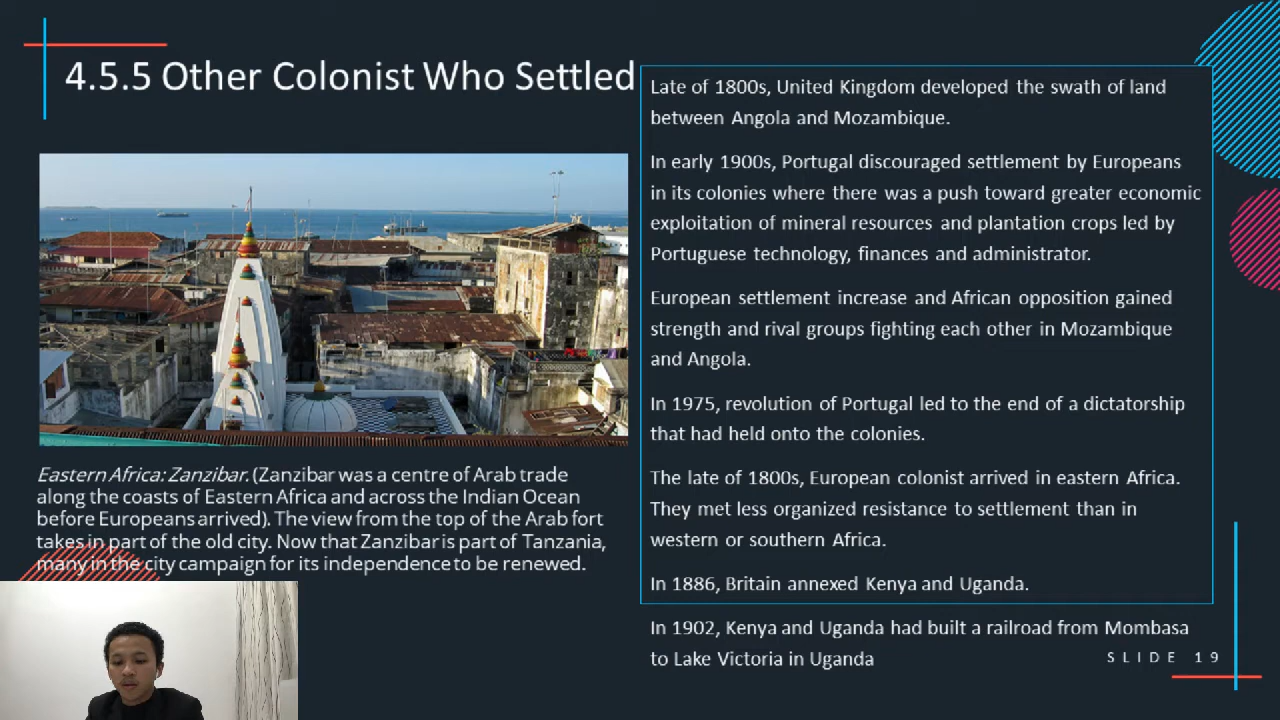 4.5.5 Other Colonist Who Settled
Eastern Africa: Zanzibar. (Zanzibar was a centre of Arab trade
along the coasts of Eastern Africa and across the Indian Ocean
before Europeans arrived). The view from the top of the Arab fort
takes in part of the old city. Now that Zanzibar is part of Tanzania,
many in the city campaign for its independence to be renewed.
Late of 1800s, United Kingdom developed the swath of land
between Angola and Mozambique.
In early 1900s, Portugal discouraged settlement by Europeans
in its colonies where there was a push toward greater economic
exploitation of mineral resources and plantation crops led by
Portuguese technology, finances and administrator.
European settlement increase and African opposition gained
strength and rival groups fighting each other in Mozambique
and Angola.
In 1975, revolution of Portugal led to the end of a dictatorship
that had held onto the colonies.
The late of 1800s, European colonist arrived in eastern Africa.
They met less organized resistance to settlement than in
western or southern Africa.
In 1886, Britain annexed Kenya and Uganda.
In 1902, Kenya and Uganda had built a railroad from Mombasa
to Lake Victoria in Uganda
SLIDE 19